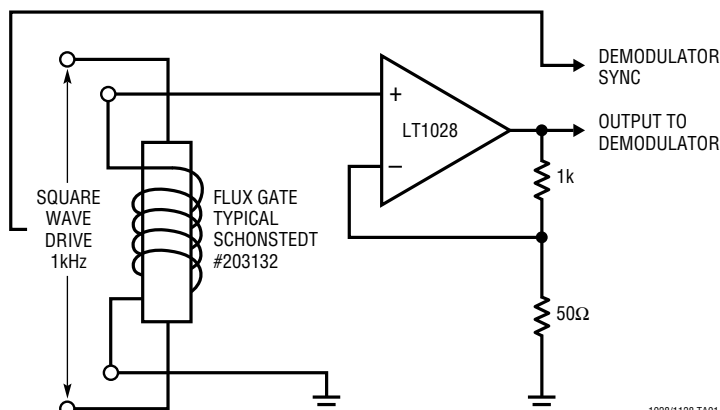 DEMODULATOR
SYNC
+
LT1028
–
OUTPUT TO
DEMODULATOR
1k
SQUARE
WAVE
DRIVE
1kHz
FLUX GATE
TYPICAL
SCHONSTEDT
#203132
50Ω